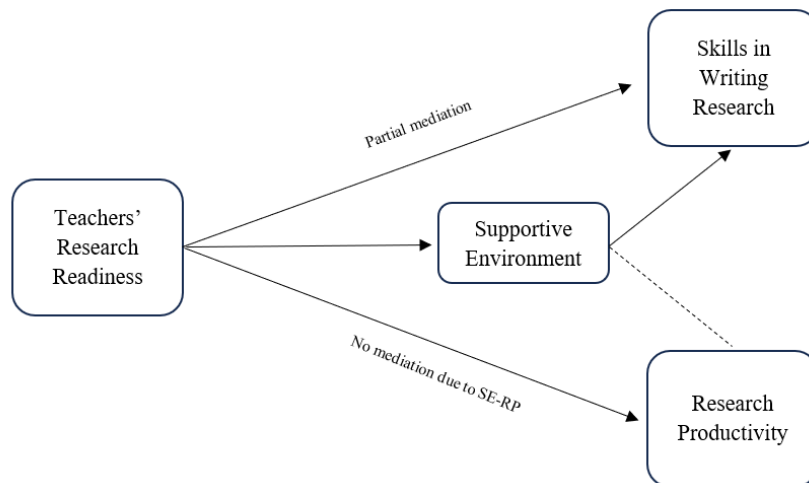 Skills in
Writing
Research
Partial mediation
Teachers’
Research
Readiness
Supportive
Environment
No mediation due to SE-RP
Research
Productivity